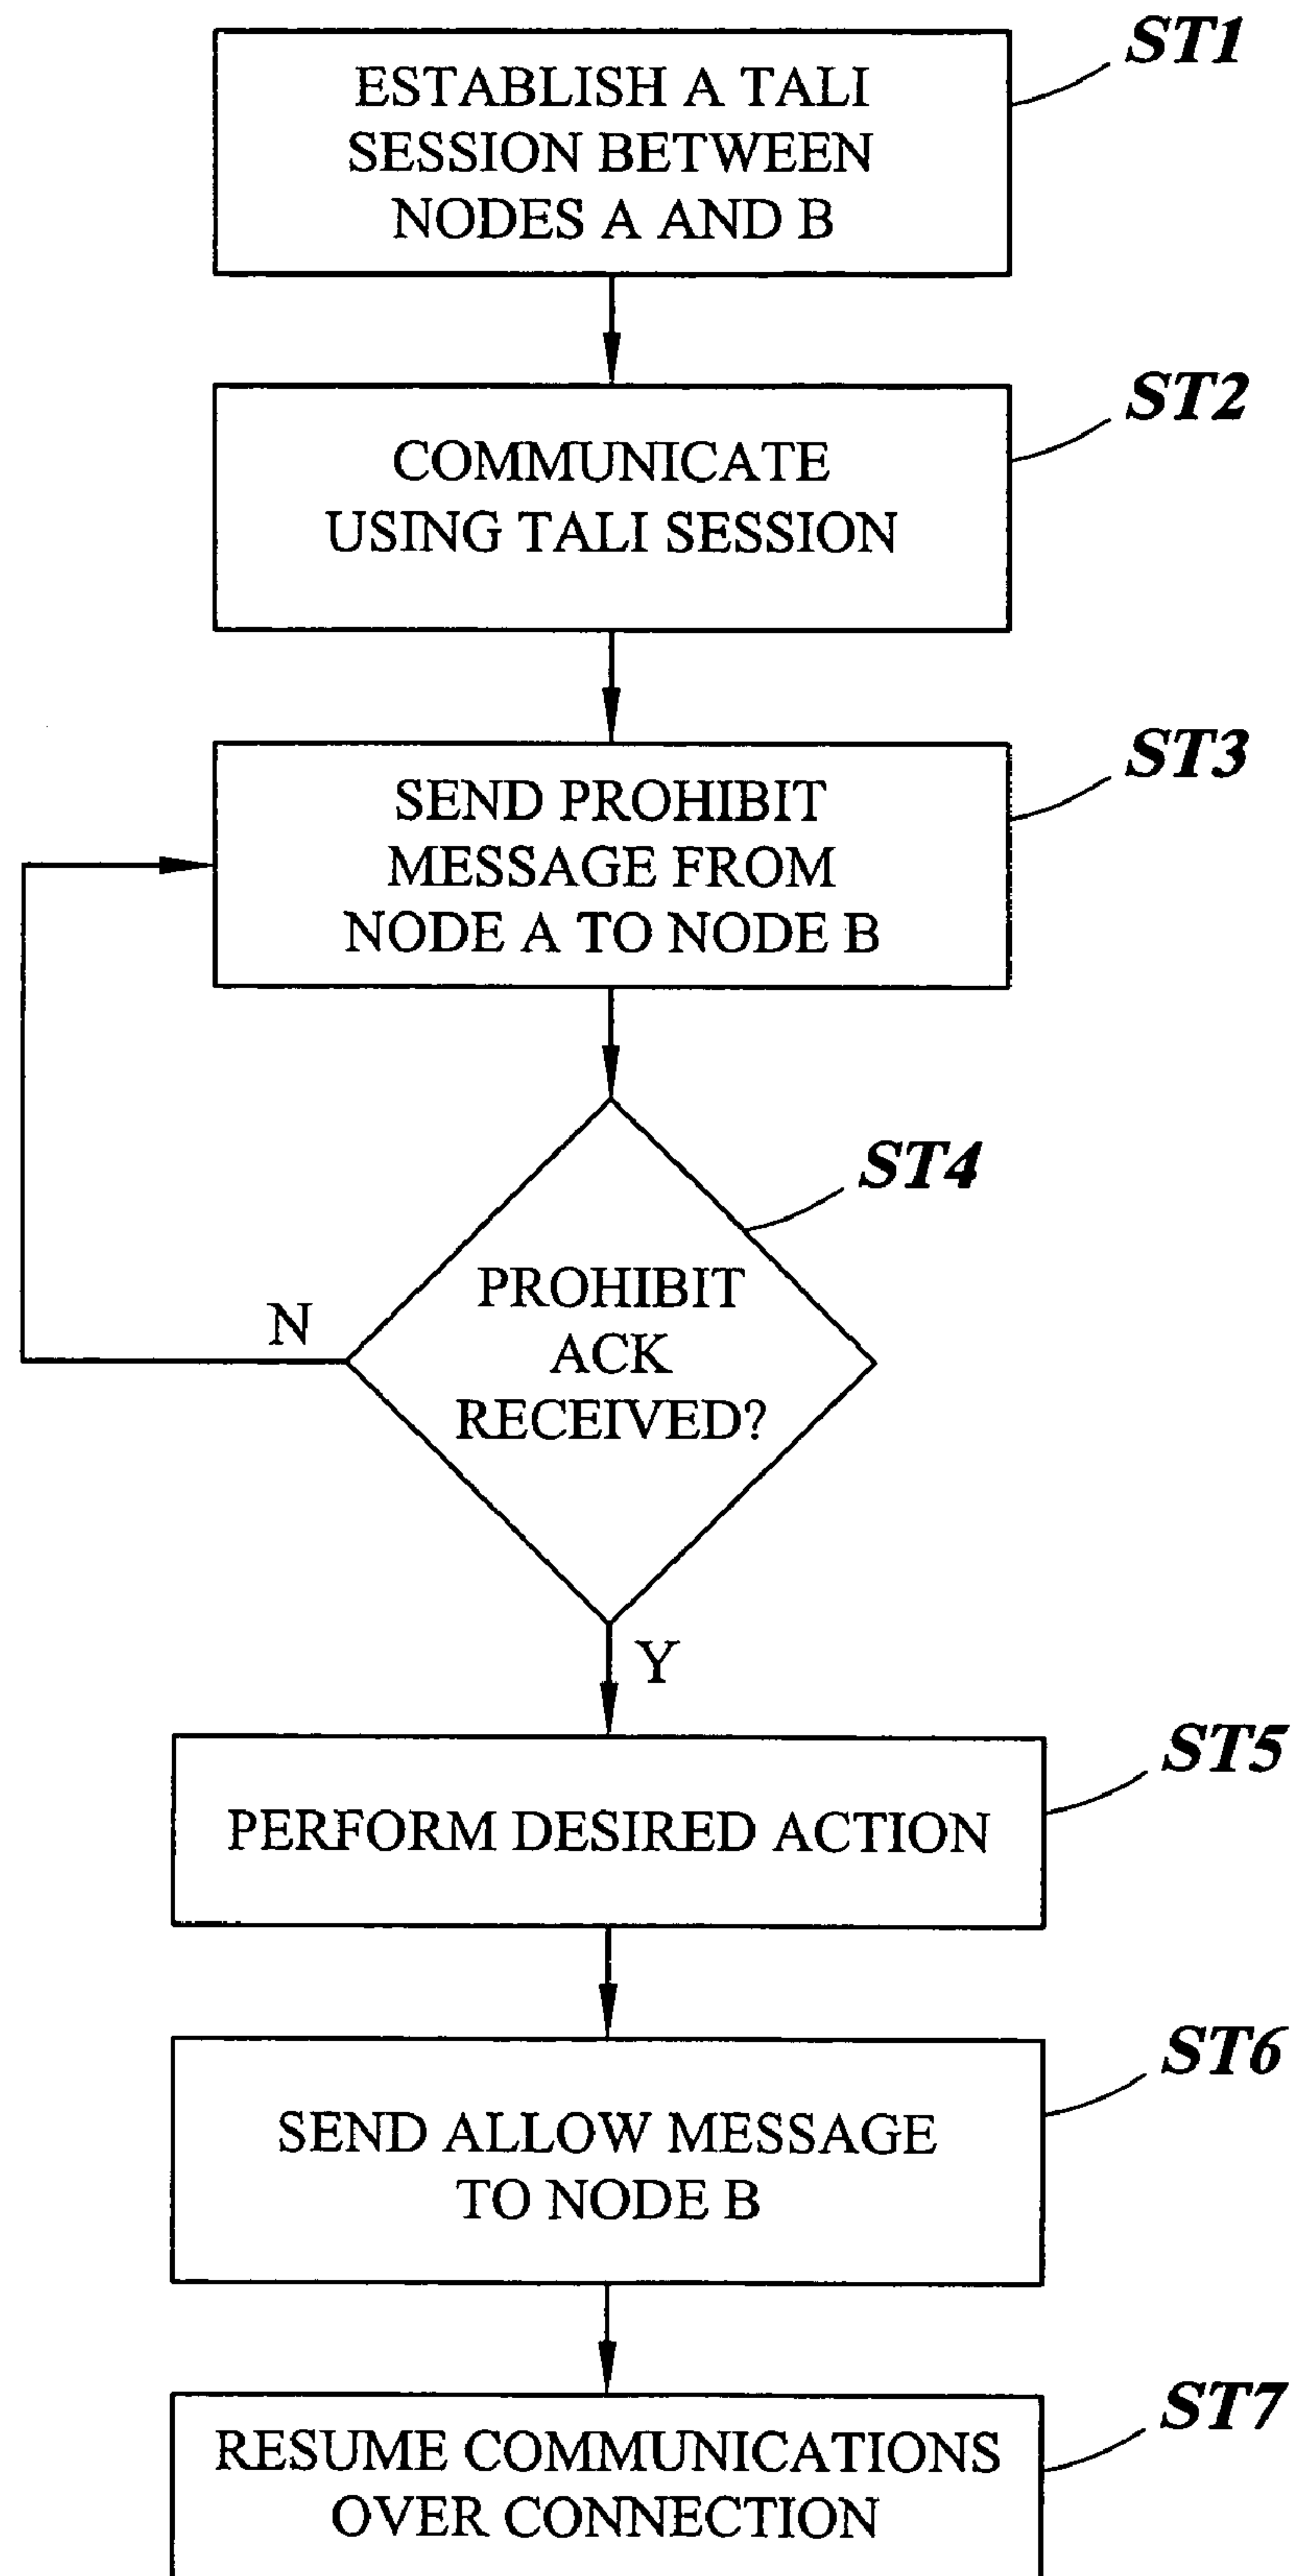 ST1
ESTABLISH A TALI
SESSION BETWEEN
NODES A AND B
ST2
COMMUNICATE
USING TALI SESSION
ST3
SEND PROHIBIT
MESSAGE FROM
NODE A TO NODE B
ST4
PROHIBIT
ACK
RECEIVED?
N
Y
ST5
PERFORM DESIRED ACTION
ST6
SEND ALLOW MESSAGE
TO NODE B
ST7
RESUME COMMUNICATIONS
OVER CONNECTION